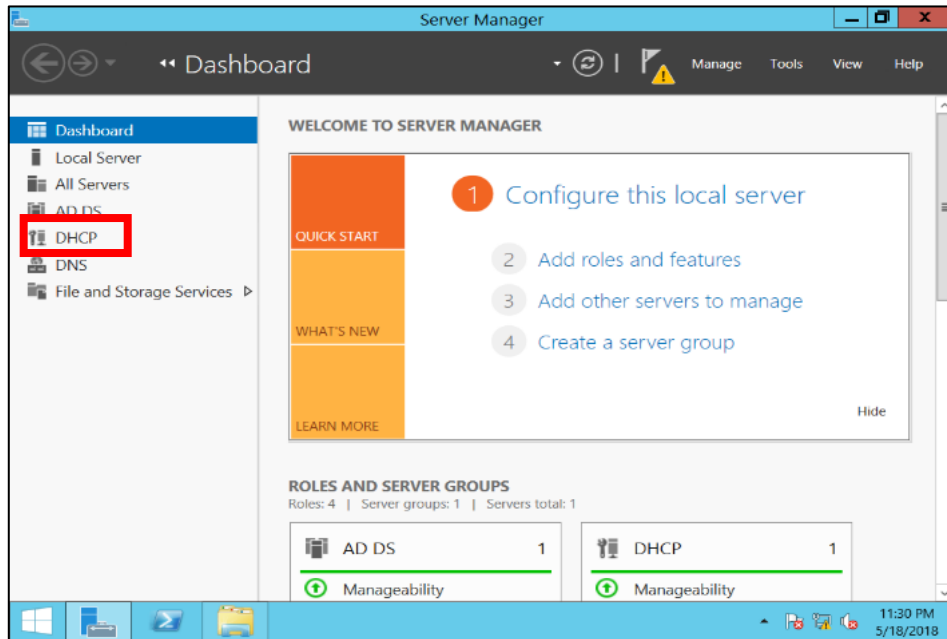 Server Manager
Dashboard
Manage Tools View Help
Dashboard
Local Server
All Servers
AD DS
DHCP
DNS
File and Storage Services
WELCOME TO SERVER MANAGER
QUICK START
WHAT'S NEW
LEARN MORE
1 Configure this local server
2 Add roles and features
3 Add other servers to manage
4 Create a server group
Hide
ROLES AND SERVER GROUPS
Roles: 4 | Server groups: 1 | Servers total: 1
AD DS 1
Manageability
DHCP 1
Manageability
11:30 PM
5/18/2018